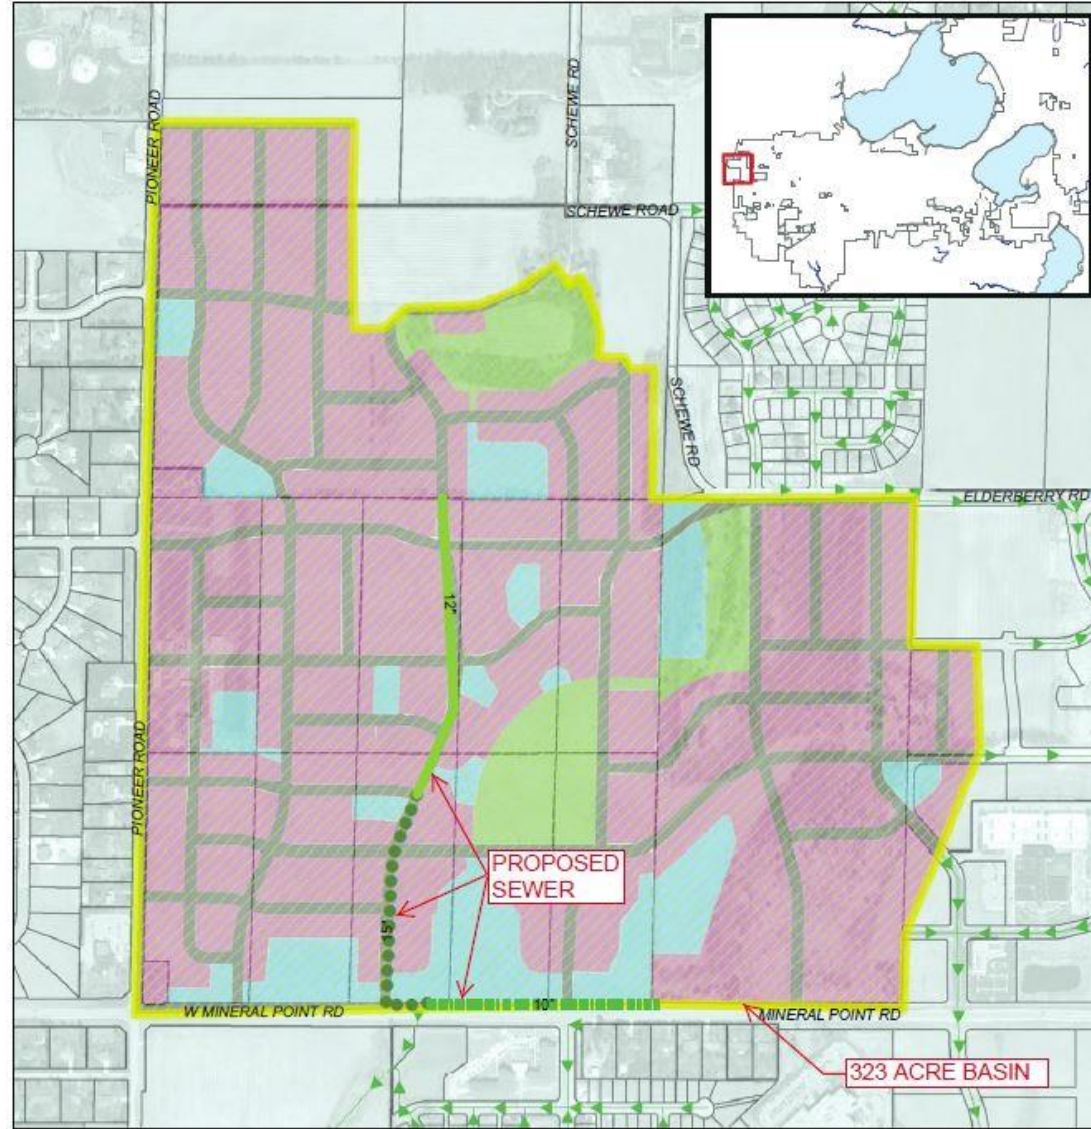 PIONEER ROAD
SCHEWE RD
SCHEWE ROAD
SCHEWE RD
ELDERBERRY RD
12"
PIONEER ROAD
PROPOSED
SEWER
15"
10"
W MINERAL POINT RD
MINERAL POINT RD
323 ACRE BASIN